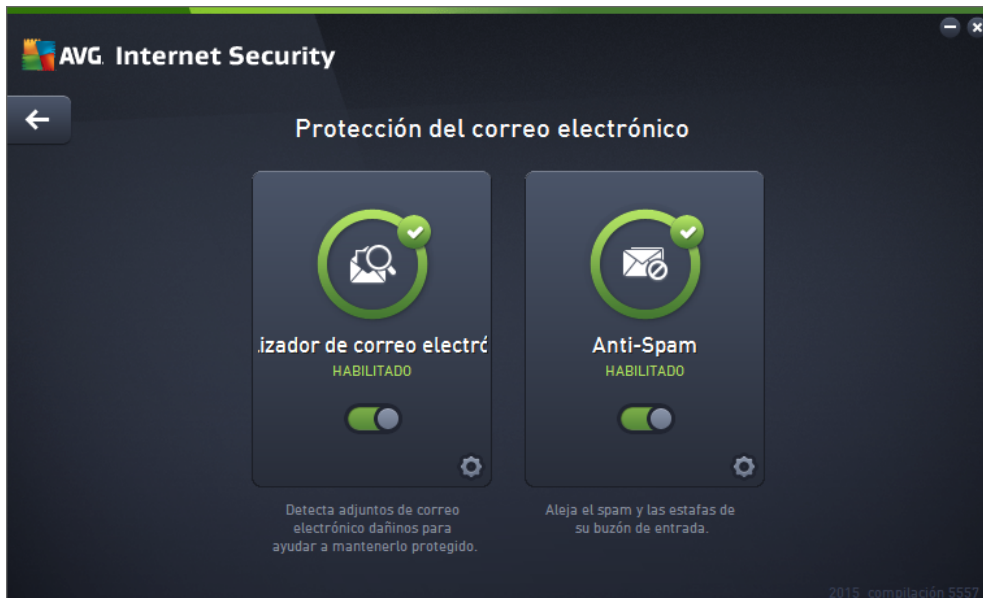 AVG. Internet Security
Protección del correo electrónico
izador de correo electró
HABILITADO
Detecta adjuntos de correo
electrónico dañinos para
ayudar a mantenerlo protegido.
Anti-Spam
HABILITADO
Aleja el spam y las estafas de
su buzón de entrada.
2015 compilación 5557